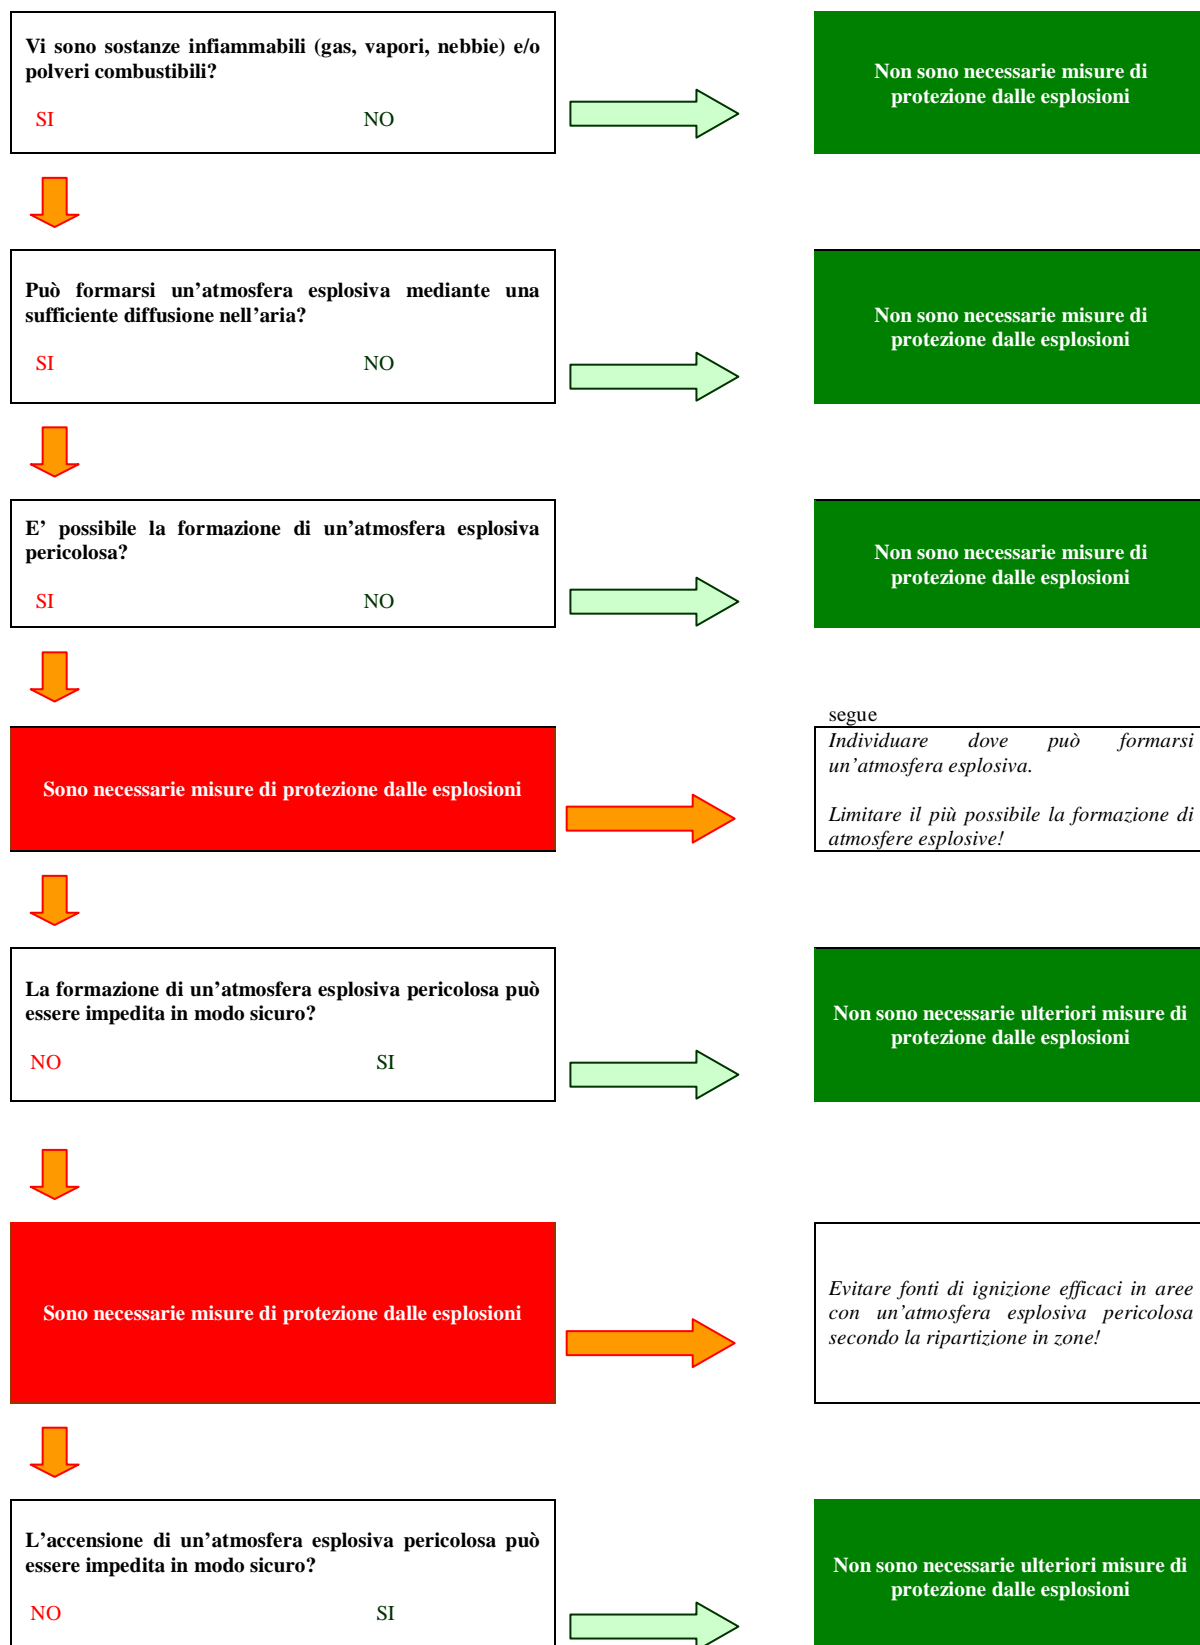 Vi sono sostanze infiammabili (gas, vapori, nebbie) e/o
polveri combustibili?
SI NO
Non sono necessarie misure di
protezione dalle esplosioni
Può formarsi un’atmosfera esplosiva mediante una
sufficiente diffusione nell’aria?
SI NO
Non sono necessarie misure di
protezione dalle esplosioni
E’ possibile la formazione di un’atmosfera esplosiva
pericolosa?
SI NO
Non sono necessarie misure di
protezione dalle esplosioni
Sono necessarie misure di protezione dalle esplosioni
segue
Individuare dove può formarsi
un’atmosfera esplosiva.
Limitare il più possibile la formazione di
atmosfere esplosive!
La formazione di un’atmosfera esplosiva pericolosa può
essere impedita in modo sicuro?
NO SI
Non sono necessarie ulteriori misure di
protezione dalle esplosioni
Sono necessarie misure di protezione dalle esplosioni
Evitare fonti di ignizione efficaci in aree
con un’atmosfera esplosiva pericolosa
secondo la ripartizione in zone!
L’accensione di un’atmosfera esplosiva pericolosa può
essere impedita in modo sicuro?
NO SI
Non sono necessarie ulteriori misure di
protezione dalle esplosioni